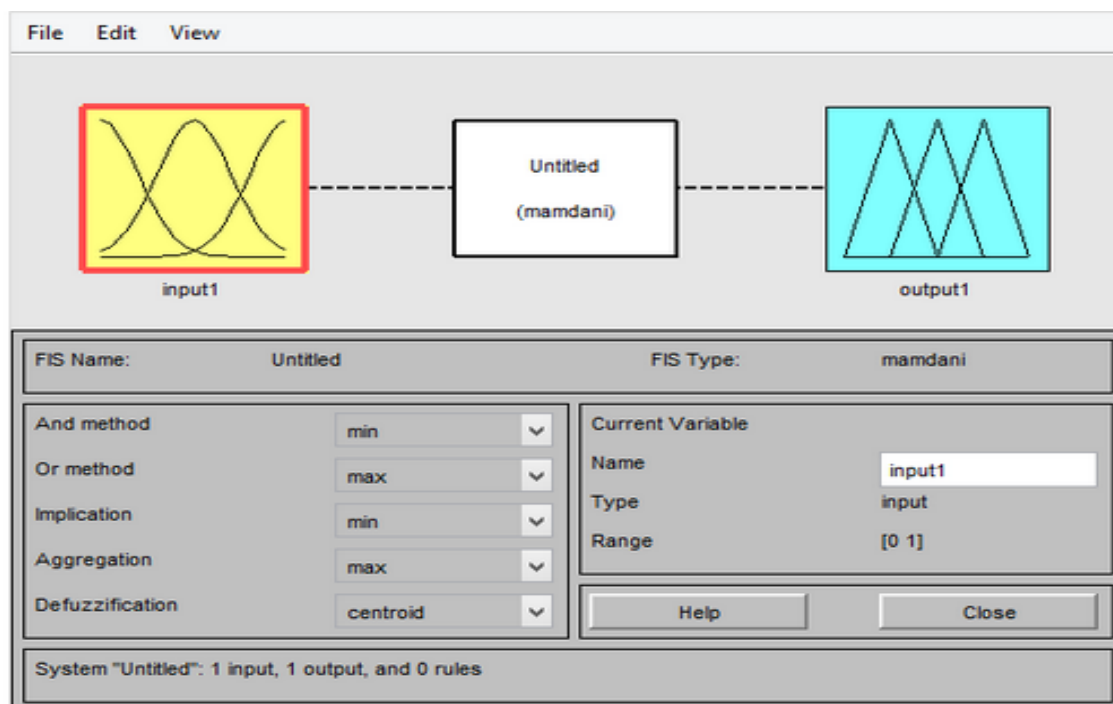 File Edit View
Untitled
(mamdani)
input1 output1
FIS Name: Untitled FIS Type: mamdani
And method min
Or method max
Implication min
Aggregation max
Defuzzification centroid
Current Variable
Name input1
Type input
Range [0 1]
Help Close
System "Untitled": 1 input, 1 output, and 0 rules